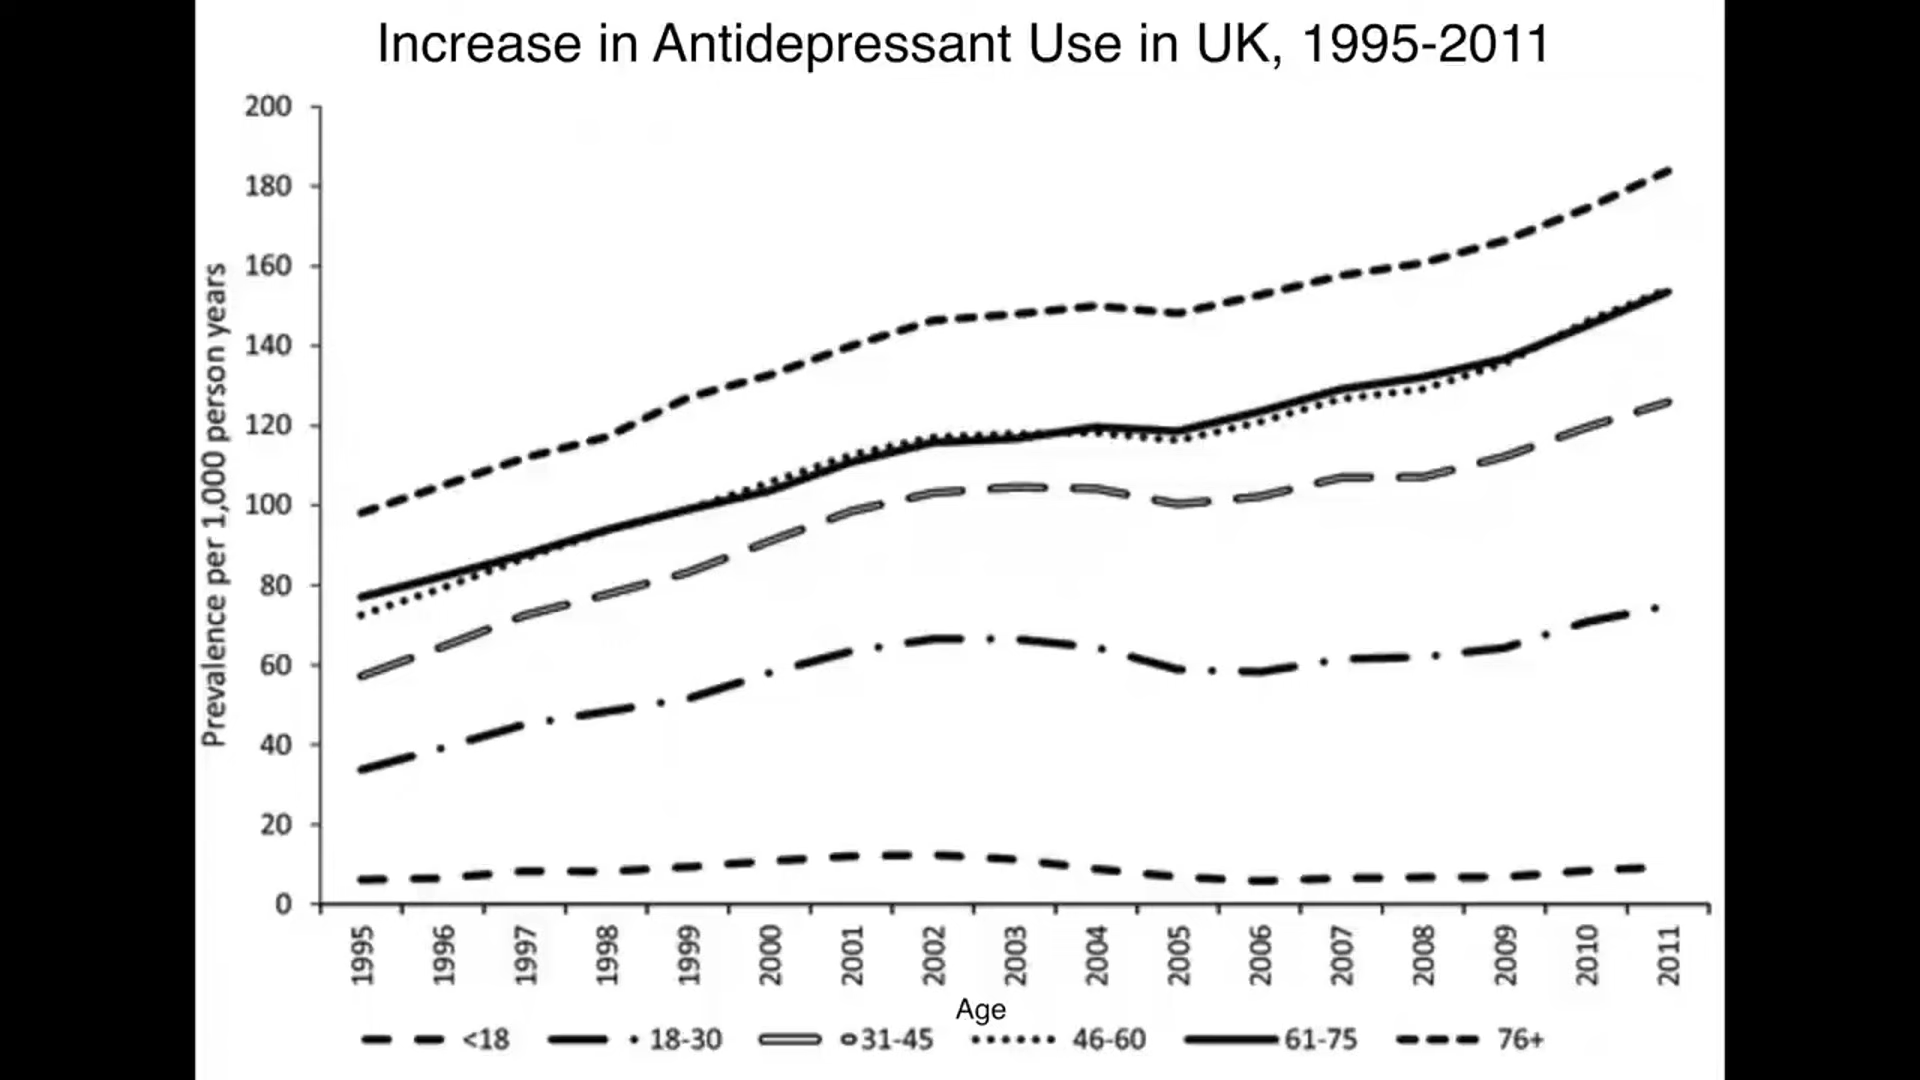 Increase in Antidepressant Use in UK, 1995-2011
Prevalence per 1,000 person years
200
180
160
140
120
100
80
60
40
20
0
1995 1996 1997 1998 1999 2000 2001 2002 2003 2004 2005 2006 2007 2008 2009 2010 2011
Age
<18 18-30 31-45 46-60 61-75 76+